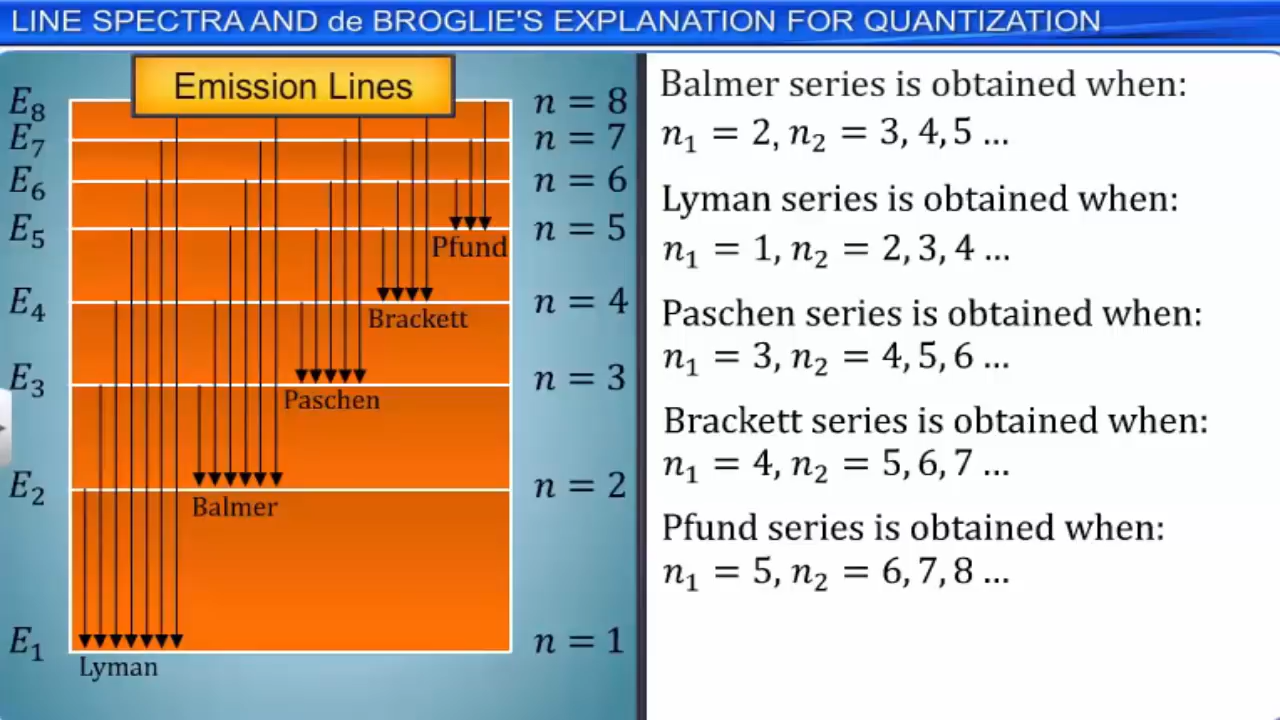 LINE SPECTRA AND de BROGLIE'S EXPLANATION FOR QUANTIZATION
Emission Lines
E₈ n = 8
E₇ n = 7
E₆ n = 6
E₅ n = 5
Pfund
E₄ n = 4
Brackett
E₃ n = 3
Paschen
E₂ n = 2
Balmer
E₁ n = 1
Lyman
Balmer series is obtained when:
n₁ = 2, n₂ = 3, 4, 5 ...
Lyman series is obtained when:
n₁ = 1, n₂ = 2, 3, 4 ...
Paschen series is obtained when:
n₁ = 3, n₂ = 4, 5, 6 ...
Brackett series is obtained when:
n₁ = 4, n₂ = 5, 6, 7 ...
Pfund series is obtained when:
n₁ = 5, n₂ = 6, 7, 8 ...